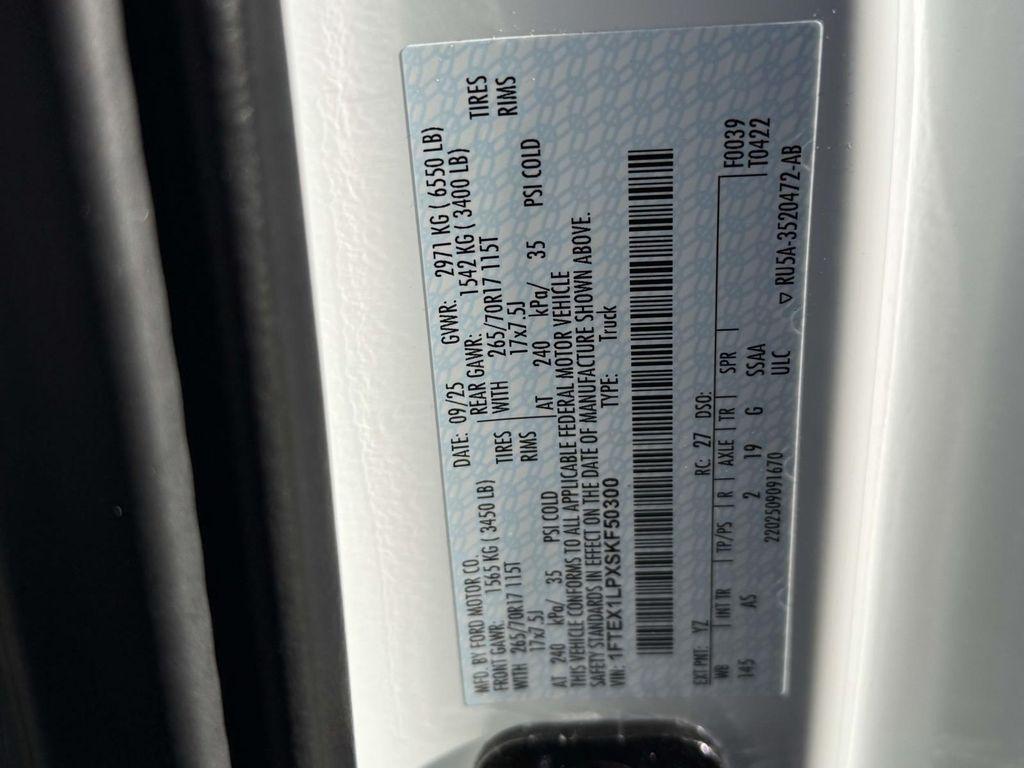 MFD. BY FORD MOTOR CO. DATE: 09/25 GVWR: 2971 KG ( 6550 LB)
FRONT GAWR: 1565 KG ( 3450 LB) REAR GAWR: 1542 KG ( 3400 LB)
WITH 265/70R17 115T TIRES WITH 265/70R17 115T TIRES
17x7.5J RIMS 17x7.5J RIMS
AT 240 kPa/ 35 PSI COLD AT 240 kPa/ 35 PSI COLD
THIS VEHICLE CONFORMS TO ALL APPLICABLE FEDERAL MOTOR VEHICLE
SAFETY STANDARDS IN EFFECT ON THE DATE OF MANUFACTURE SHOWN ABOVE.
VIN: 1FTEX1LPXSKF50300 TYPE: Truck
EXT PNT: YZ RC: 27 DSO:
WB INT TR TP/PS R AXLE TR SPR F0039
145 AS 2 19 G SSAA T0422
2202509091670 ULC
▽ RU5A-3520472-AB